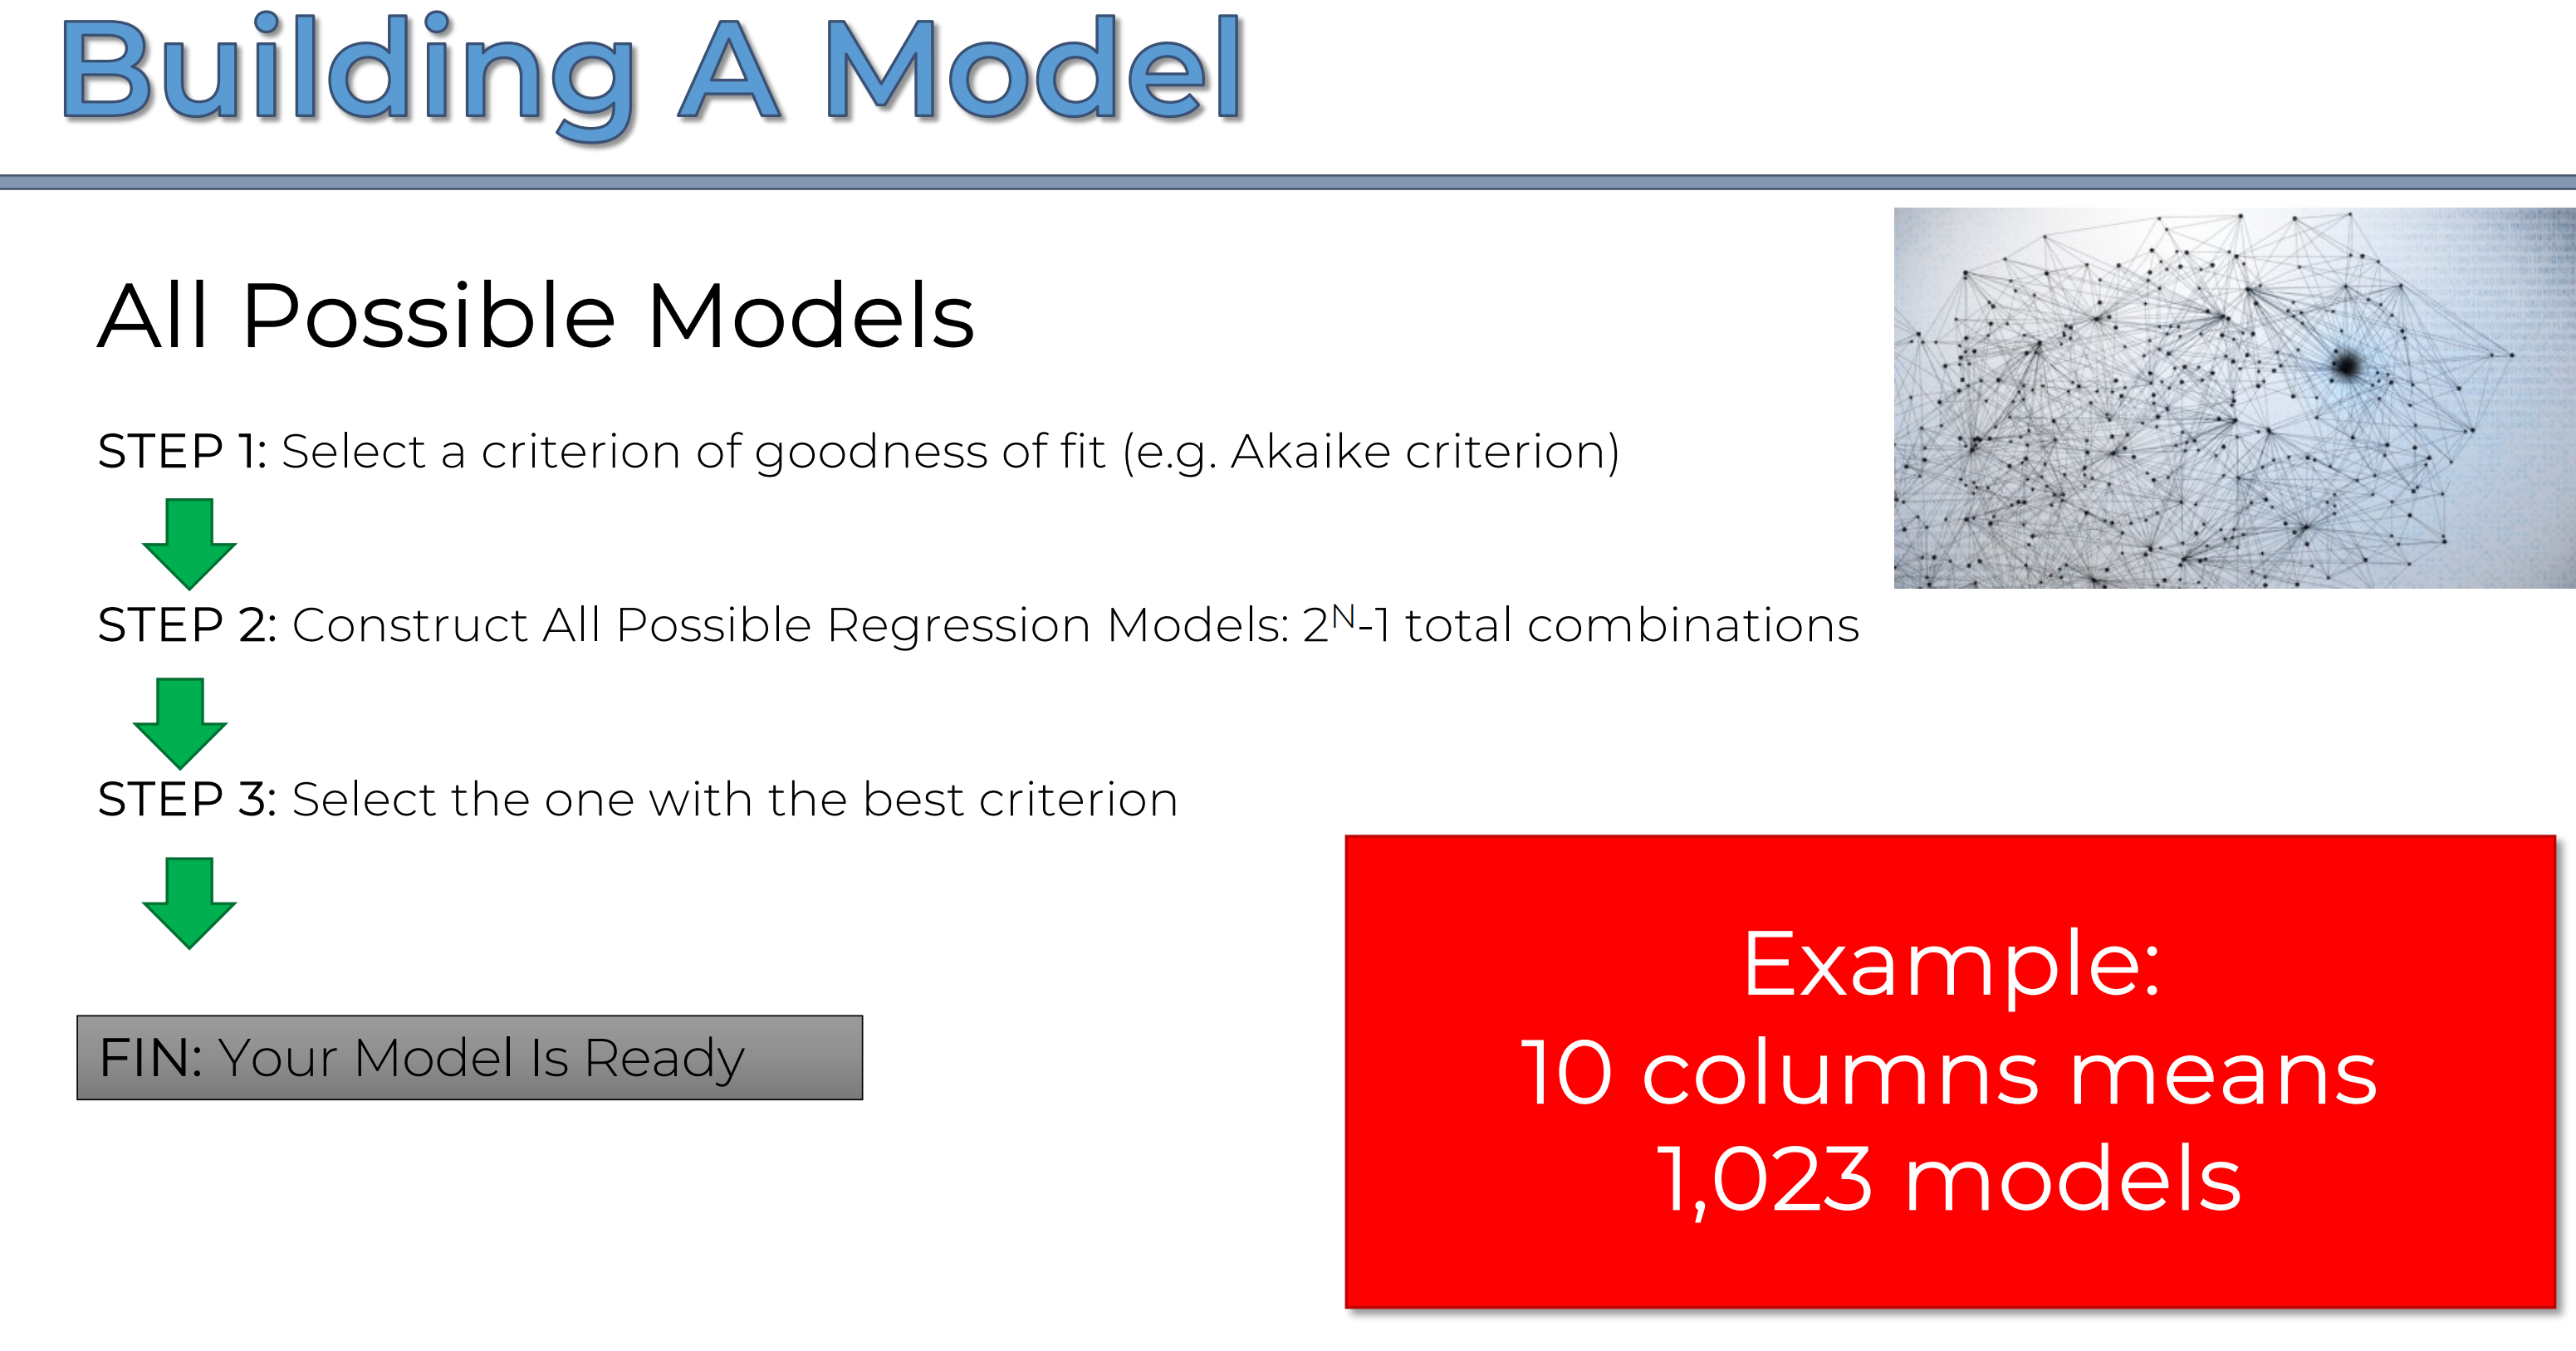 Building A Model
All Possible Models
STEP 1: Select a criterion of goodness of fit (e.g. Akaike criterion)
STEP 2: Construct All Possible Regression Models: 2ᴺ-1 total combinations
STEP 3: Select the one with the best criterion
FIN: Your Model Is Ready
Example:
10 columns means
1,023 models